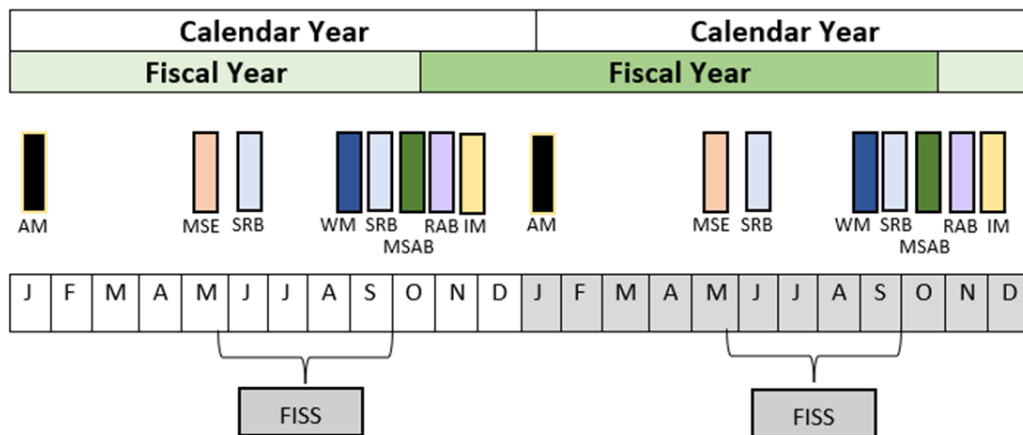 Calendar Year Calendar Year
Fiscal Year Fiscal Year
AM MSE SRB WM SRB RAB IM AM MSE SRB WM SRB RAB IM
MSAB MSAB
J F M A M J J A S O N D J F M A M J J A S O N D
FISS FISS